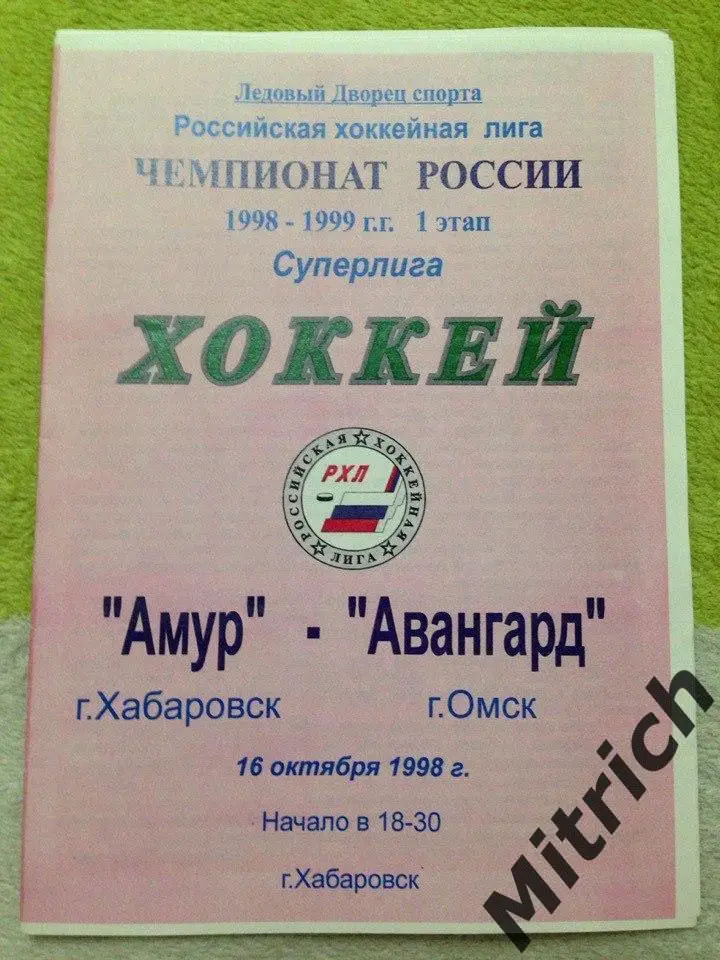 Ледовый Дворец спорта
Российская хоккейная лига
ЧЕМПИОНАТ РОССИИ
1998 - 1999 г.г. 1 этап
Суперлига
ХОККЕЙ
РОССИЙСКАЯ ХОККЕЙНАЯ ЛИГА
РХЛ
"Амур" - "Авангард"
г.Хабаровск г.Омск
16 октября 1998 г.
Начало в 18-30
г.Хабаровск
Mitrich